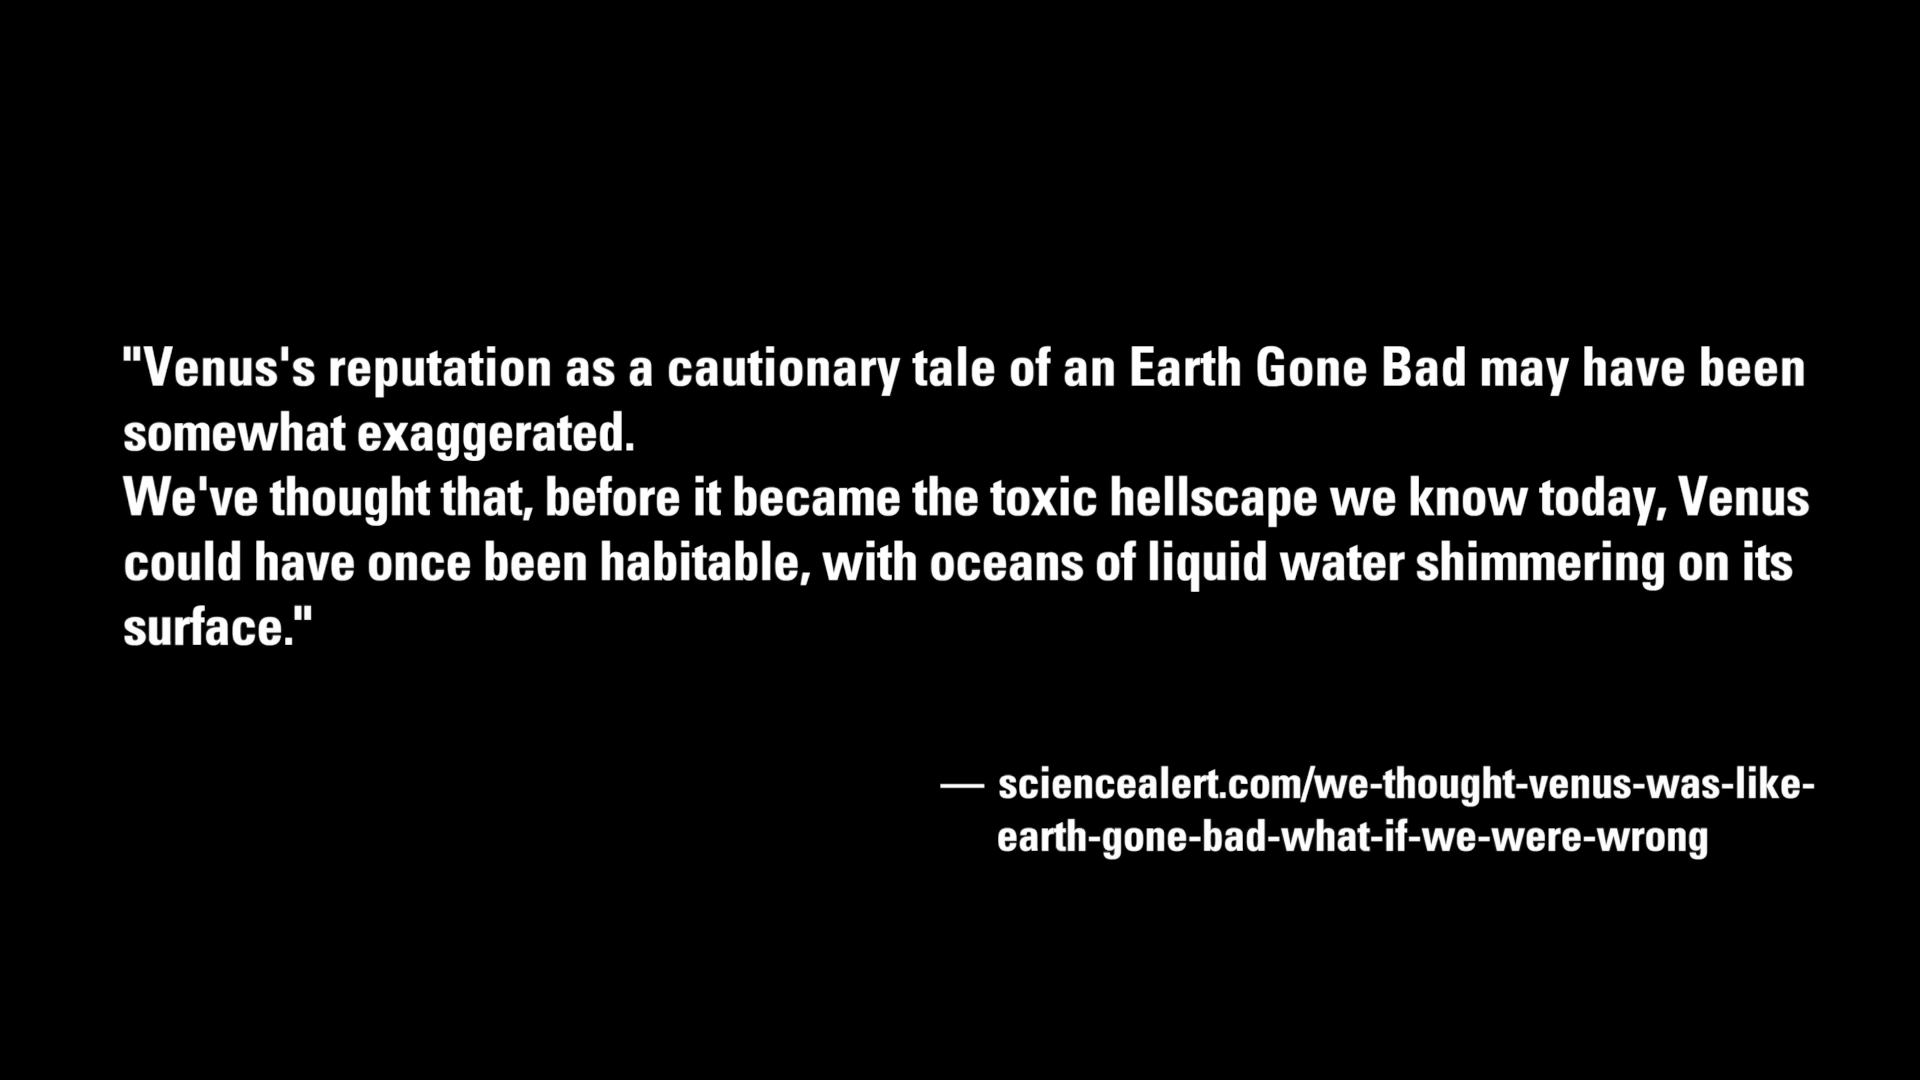 "Venus's reputation as a cautionary tale of an Earth Gone Bad may have been
somewhat exaggerated.
We've thought that, before it became the toxic hellscape we know today, Venus
could have once been habitable, with oceans of liquid water shimmering on its
surface."
— sciencealert.com/we-thought-venus-was-like-
earth-gone-bad-what-if-we-were-wrong